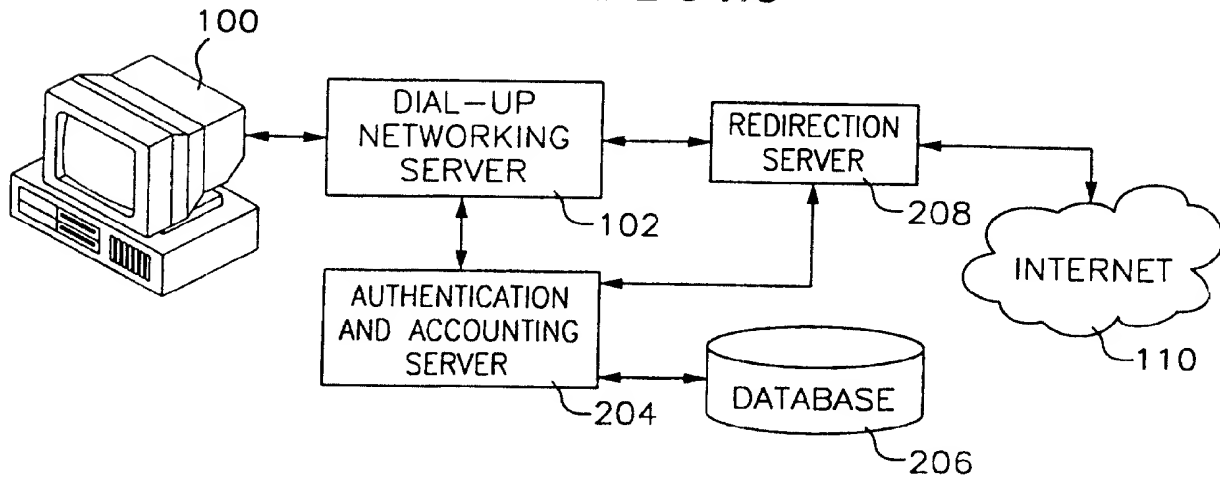 100
DIAL-UP
NETWORKING
SERVER
102
REDIRECTION
SERVER
208
INTERNET
110
AUTHENTICATION
AND ACCOUNTING
SERVER
204
DATABASE
206